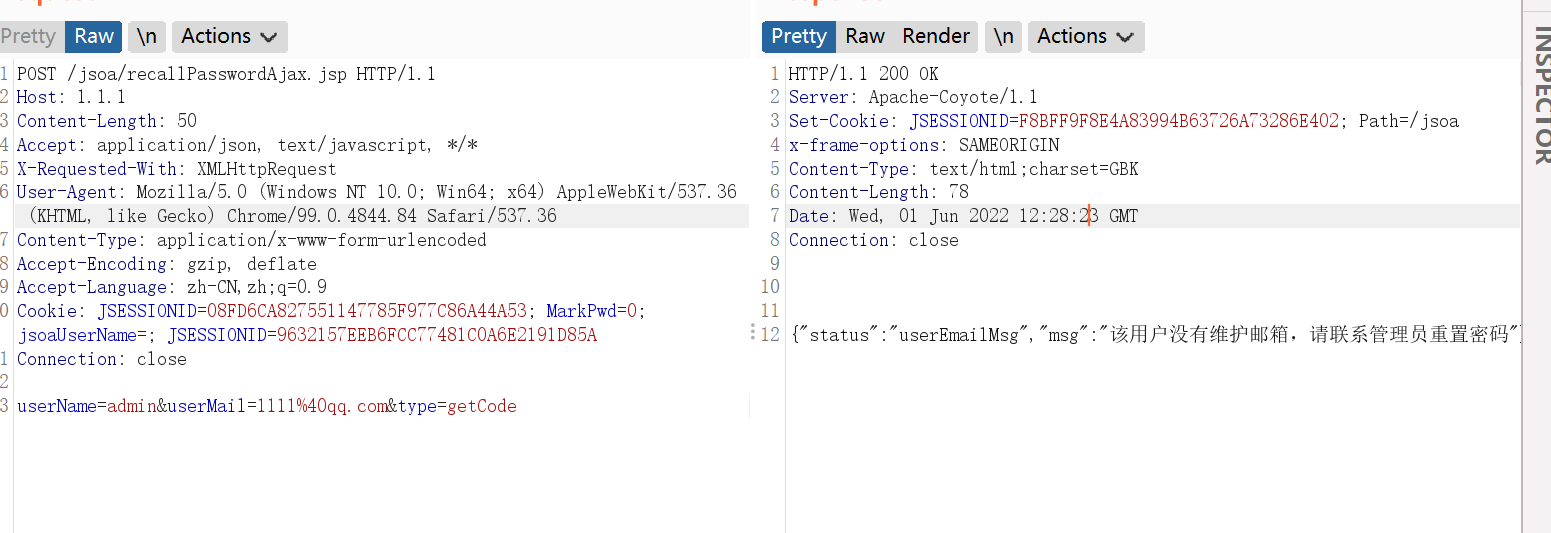 Pretty Raw \n Actions
1 POST /jsoa/recallPasswordAjax.jsp HTTP/1.1
2 Host: 1.1.1
3 Content-Length: 50
4 Accept: application/json, text/javascript, */*
5 X-Requested-With: XMLHttpRequest
6 User-Agent: Mozilla/5.0 (Windows NT 10.0; Win64; x64) AppleWebKit/537.36
(KHTML, like Gecko) Chrome/99.0.4844.84 Safari/537.36
7 Content-Type: application/x-www-form-urlencoded
8 Accept-Encoding: gzip, deflate
9 Accept-Language: zh-CN,zh;q=0.9
0 Cookie: JSESSIONID=08FD6CA827551147785F977C86A44A53; MarkPwd=0;
jsoaUserName=; JSESSIONID=9632157EEB6FCC77481C0A6E2191D85A
1 Connection: close
2
3 userName=admin&userMail=1111%40qq.com&type=getCode
Pretty Raw Render \n Actions
1 HTTP/1.1 200 OK
2 Server: Apache-Coyote/1.1
3 Set-Cookie: JSESSIONID=F8BFF9F8E4A83994B63726A73286E402; Path=/jsoa
4 x-frame-options: SAMEORIGIN
5 Content-Type: text/html;charset=GBK
6 Content-Length: 78
7 Date: Wed, 01 Jun 2022 12:28:23 GMT
8 Connection: close
9
10
11
12 {"status":"userEmailMsg","msg":"该用户没有维护邮箱，请联系管理员重置密码"}
INSPECTOR